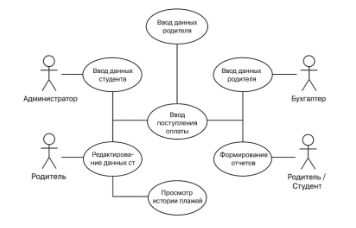 Ввод данных
родителя
Ввод данных
студента
Ввод данных
родителя
Администратор
Бухгалтер
Ввод
поступления
оплаты
Родитель
Редактирова-
ние данных ст
Формирование
отчетов
Родитель /
Студент
Просмотр
истории плажей